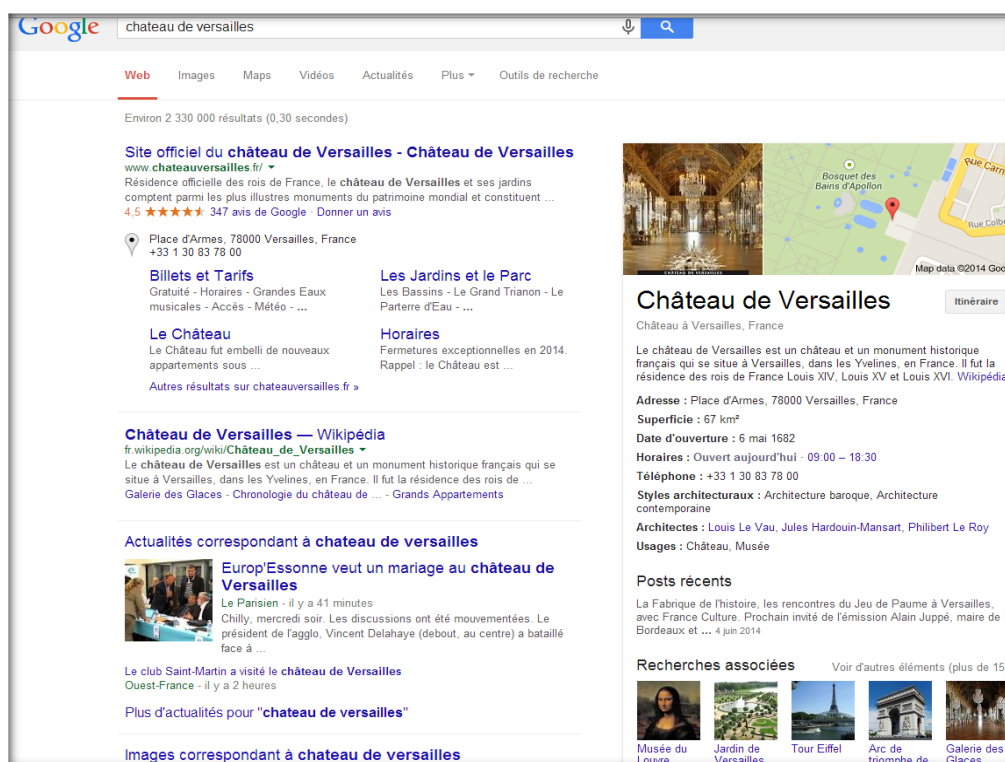 Google
chateau de versailles
Web Images Maps Vidéos Actualités Plus Outils de recherche
Environ 2 330 000 résultats (0,30 secondes)
Site officiel du château de Versailles - Château de Versailles
www.chateauversailles.fr/
Résidence officielle des rois de France, le château de Versailles et ses jardins
comptent parmi les plus illustres monuments du patrimoine mondial et constituent ...
4,5 347 avis de Google · Donner un avis
Place d'Armes, 78000 Versailles, France
+33 1 30 83 78 00
Billets et Tarifs
Gratuité - Horaires - Grandes Eaux
musicales - Accès - Météo - ...
Les Jardins et le Parc
Les Bassins - Le Grand Trianon - Le
Parterre d'Eau - ...
Le Château
Le Château fut embelli de nouveaux
appartements sous ...
Horaires
Fermetures exceptionnelles en 2014.
Rappel : le Château est ...
Autres résultats sur chateauversailles.fr »
Château de Versailles — Wikipédia
fr.wikipedia.org/wiki/Château_de_Versailles
Le château de Versailles est un château et un monument historique français qui se
situe à Versailles, dans les Yvelines, en France. Il fut la résidence des rois de ...
Galerie des Glaces - Chronologie du château de ... - Grands Appartements
Actualités correspondant à chateau de versailles
Europ'Essonne veut un mariage au château de
Versailles
Le Parisien - il y a 41 minutes
Chilly, mercredi soir. Les discussions ont été mouvementées. Le
président de l'agglo, Vincent Delahaye (debout, au centre) a bataillé
face à ...
Le club Saint-Martin a visité le château de Versailles
Ouest-France - il y a 2 heures
Plus d'actualités pour "chateau de versailles"
Images correspondant à chateau de versailles
CHÂTEAU DE VERSAILLES
Bosquet des
Bains d'Apollon
Rue Carn
Rue Colbe
Map data ©2014 Goo
Château de Versailles
Itinéraire
Château à Versailles, France
Le château de Versailles est un château et un monument historique
français qui se situe à Versailles, dans les Yvelines, en France. Il fut la
résidence des rois de France Louis XIV, Louis XV et Louis XVI. Wikipédia
Adresse : Place d'Armes, 78000 Versailles, France
Superficie : 67 km²
Date d'ouverture : 6 mai 1682
Horaires : Ouvert aujourd'hui · 09:00 – 18:30
Téléphone : +33 1 30 83 78 00
Styles architecturaux : Architecture baroque, Architecture
contemporaine
Architectes : Louis Le Vau, Jules Hardouin-Mansart, Philibert Le Roy
Usages : Château, Musée
Posts récents
La Fabrique de l'histoire, les rencontres du Jeu de Paume à Versailles,
avec France Culture. Prochain invité de l'émission Alain Juppé, maire de
Bordeaux et ... 4 juin 2014
Recherches associées
Voir d'autres éléments (plus de 15
Musée du
Louvre
Jardin de
Versailles
Tour Eiffel
Arc de
triomphe de
Galerie des
Glaces